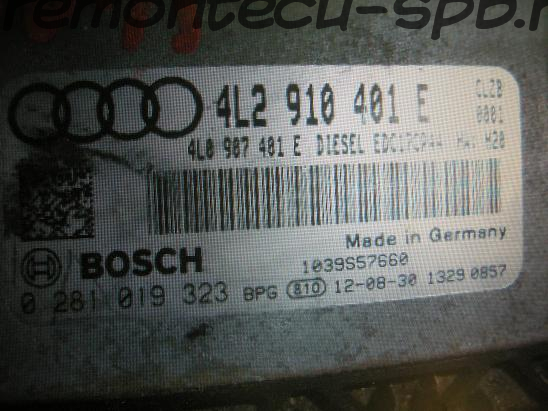 remontecu-spb.r
4L2 910 401 E CLZB
0001
4L0 907 401 E DIESEL EDC17CP44 H20
BOSCH Made in Germany
1039S57660
0 281 019 323 BPG 810 12-08-30 1329 0857